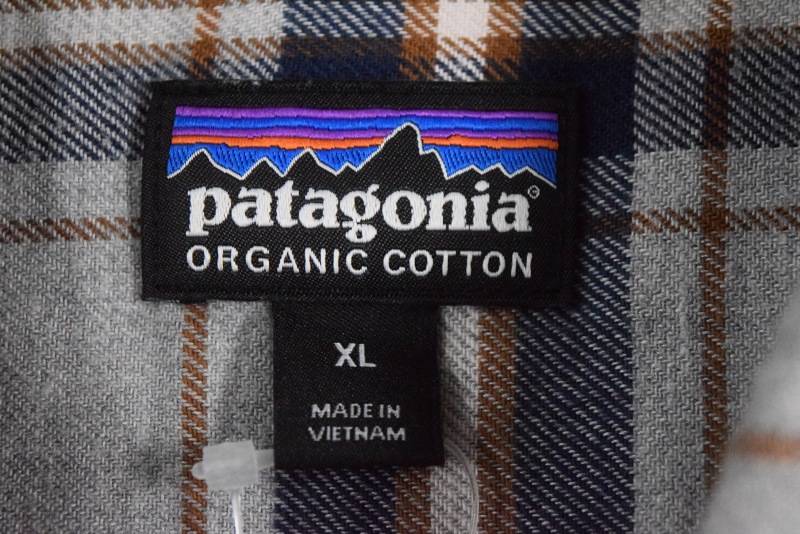 patagonia®
ORGANIC COTTON
XL
MADE IN
VIETNAM